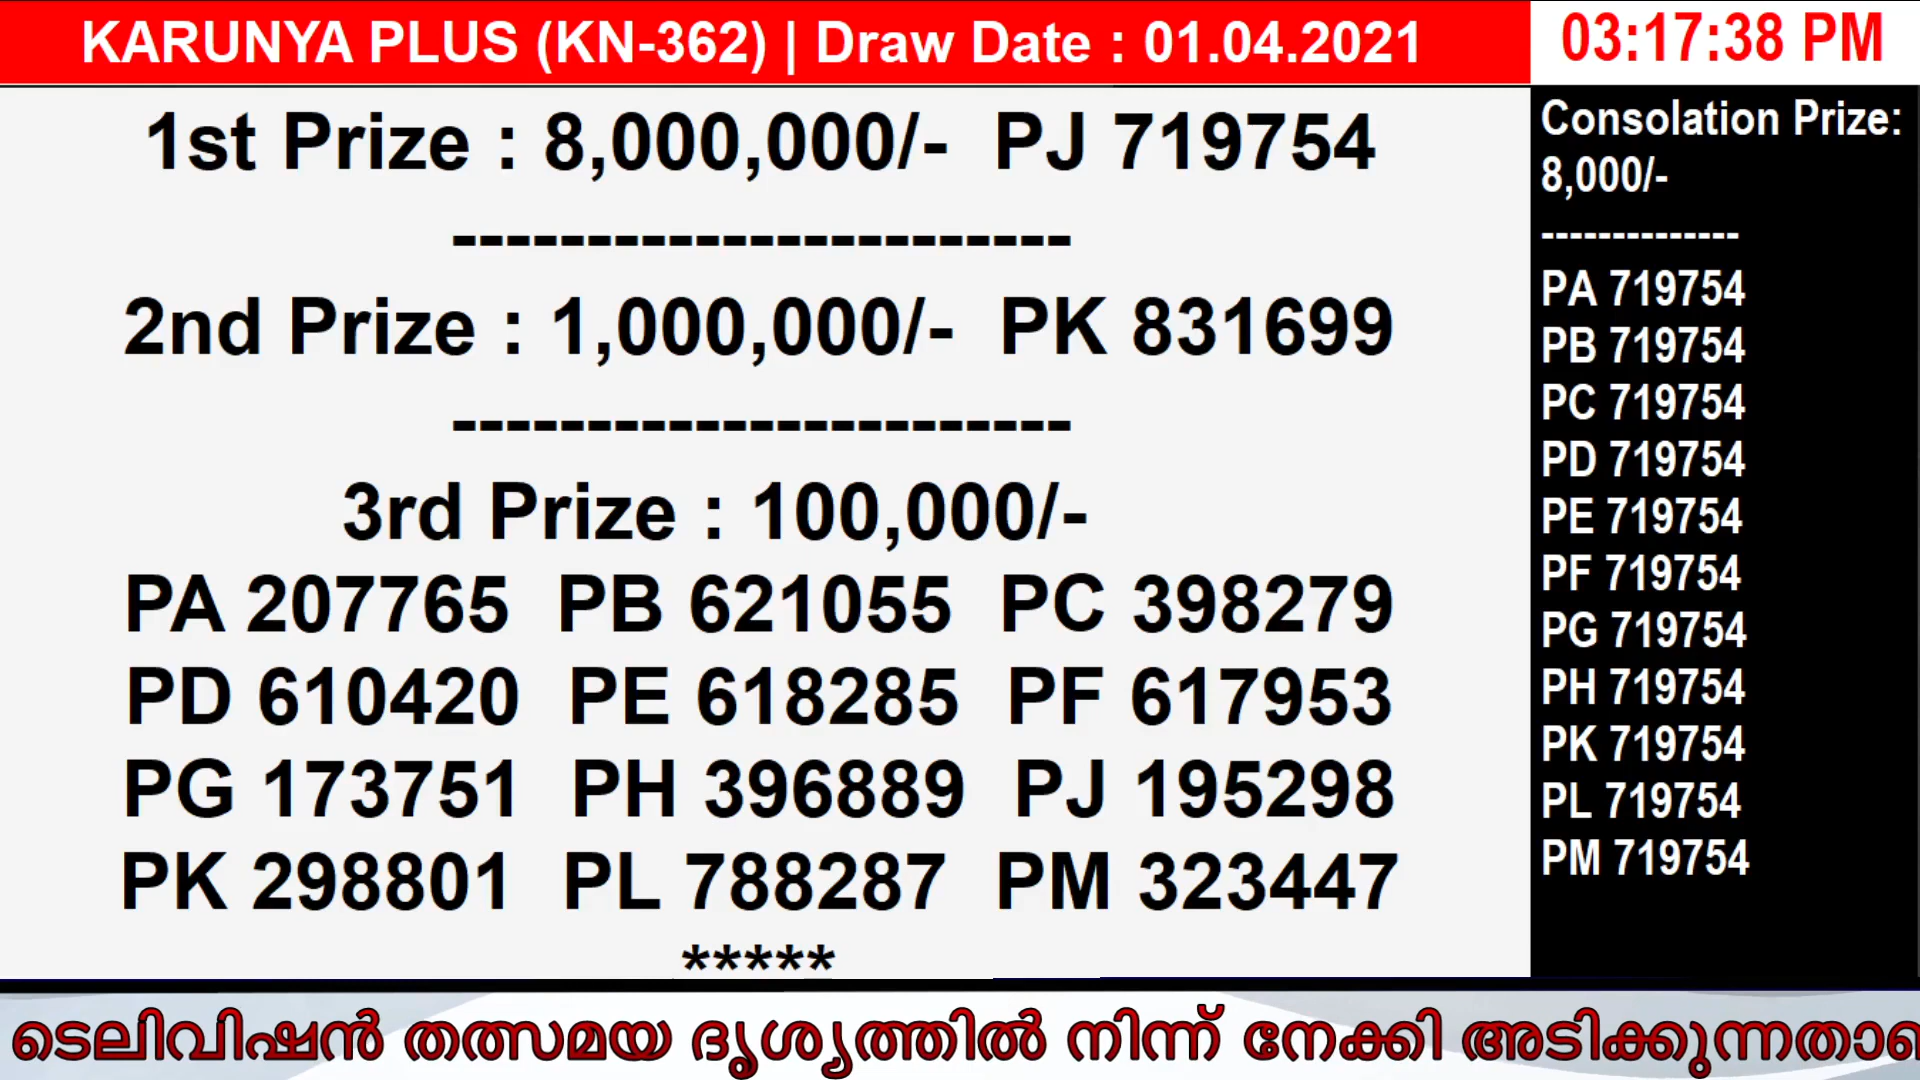 KARUNYA PLUS (KN-362) | Draw Date : 01.04.2021
03:17:38 PM
1st Prize : 8,000,000/- PJ 719754
-----------------------
2nd Prize : 1,000,000/- PK 831699
-----------------------
3rd Prize : 100,000/-
PA 207765 PB 621055 PC 398279
PD 610420 PE 618285 PF 617953
PG 173751 PH 396889 PJ 195298
PK 298801 PL 788287 PM 323447
*****
Consolation Prize:
8,000/-
--------------
PA 719754
PB 719754
PC 719754
PD 719754
PE 719754
PF 719754
PG 719754
PH 719754
PK 719754
PL 719754
PM 719754
ടെലിവിഷൻ തത്സമയ ദൃശ്യത്തിൽ നിന്ന് നേക്കി